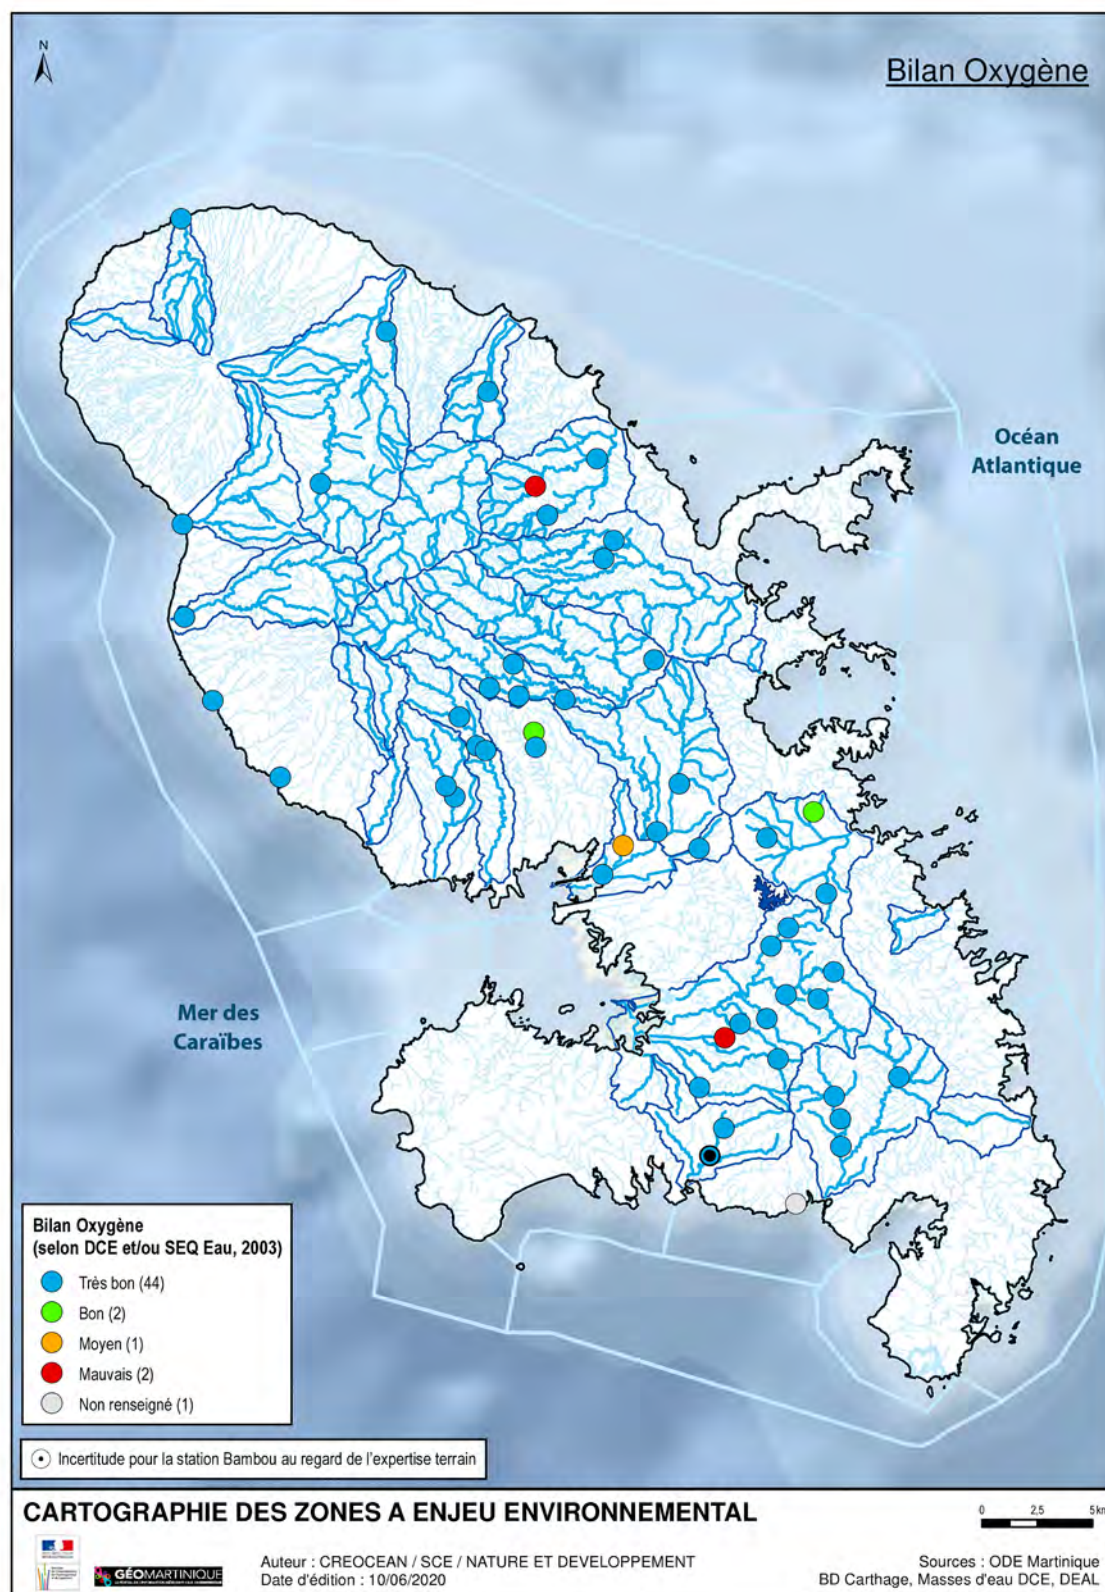 N
Bilan Oxygène
Océan
Atlantique
Mer des
Caraïbes
Bilan Oxygène
(selon DCE et/ou SEQ Eau, 2003)
Très bon (44)
Bon (2)
Moyen (1)
Mauvais (2)
Non renseigné (1)
Incertitude pour la station Bambou au regard de l'expertise terrain
CARTOGRAPHIE DES ZONES A ENJEU ENVIRONNEMENTAL
0 2,5 5 km
GÉOMARTINIQUE
Auteur : CREOCEAN / SCE / NATURE ET DEVELOPPEMENT
Date d'édition : 10/06/2020
Sources : ODE Martinique
BD Carthage, Masses d'eau DCE, DEAL